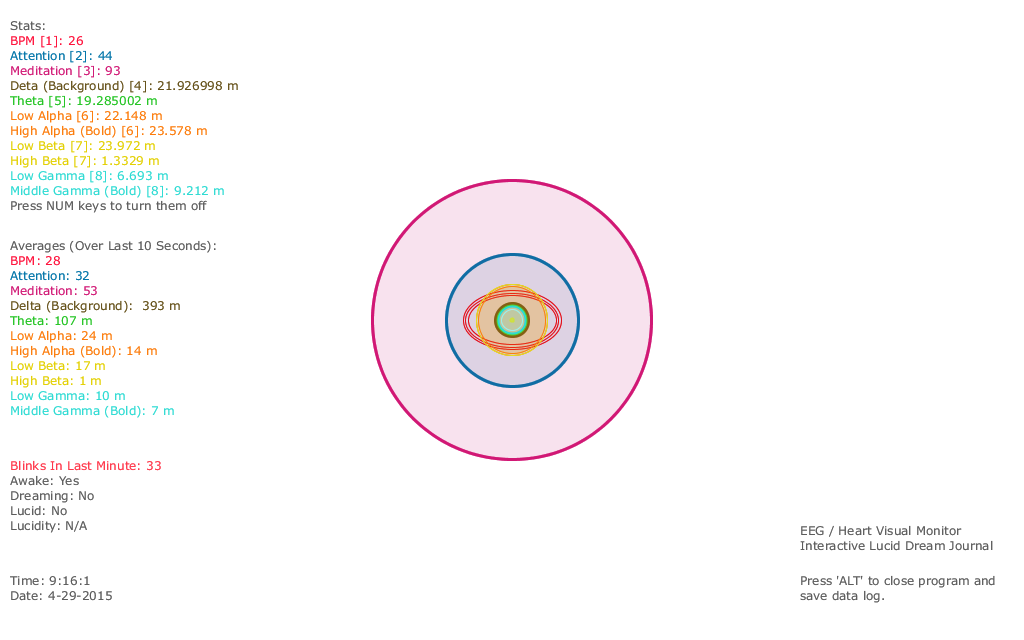 Stats:
BPM [1]: 26
Attention [2]: 44
Meditation [3]: 93
Deta (Background) [4]: 21.926998 m
Theta [5]: 19.285002 m
Low Alpha [6]: 22.148 m
High Alpha (Bold) [6]: 23.578 m
Low Beta [7]: 23.972 m
High Beta [7]: 1.3329 m
Low Gamma [8]: 6.693 m
Middle Gamma (Bold) [8]: 9.212 m
Press NUM keys to turn them off
Averages (Over Last 10 Seconds):
BPM: 28
Attention: 32
Meditation: 53
Delta (Background):  393 m
Theta: 107 m
Low Alpha: 24 m
High Alpha (Bold): 14 m
Low Beta: 17 m
High Beta: 1 m
Low Gamma: 10 m
Middle Gamma (Bold): 7 m
Blinks In Last Minute: 33
Awake: Yes
Dreaming: No
Lucid: No
Lucidity: N/A
Time: 9:16:1
Date: 4-29-2015
EEG / Heart Visual Monitor
Interactive Lucid Dream Journal
Press 'ALT' to close program and
save data log.